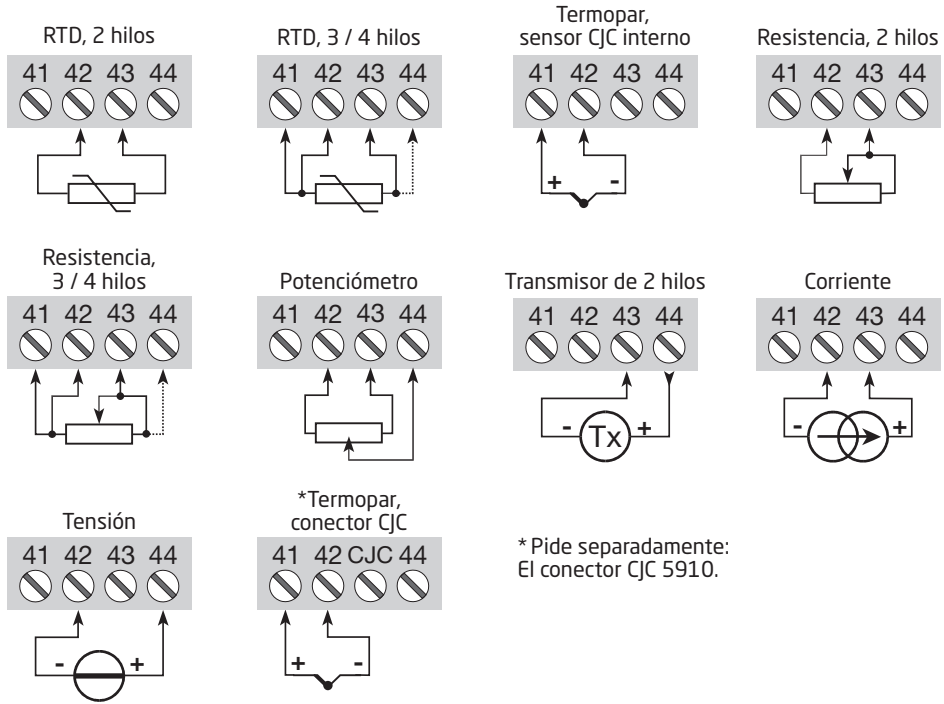 RTD, 2 hilos
41 42 43 44
RTD, 3 / 4 hilos
41 42 43 44
Termopar,
sensor CJC interno
41 42 43 44
+ -
Resistencia, 2 hilos
41 42 43 44
Resistencia,
3 / 4 hilos
41 42 43 44
Potenciómetro
41 42 43 44
Transmisor de 2 hilos
41 42 43 44
- Tx +
Corriente
41 42 43 44
- +
Tensión
41 42 43 44
- +
*Termopar,
conector CJC
41 42 CJC 44
+ -
* Pide separadamente:
El conector CJC 5910.